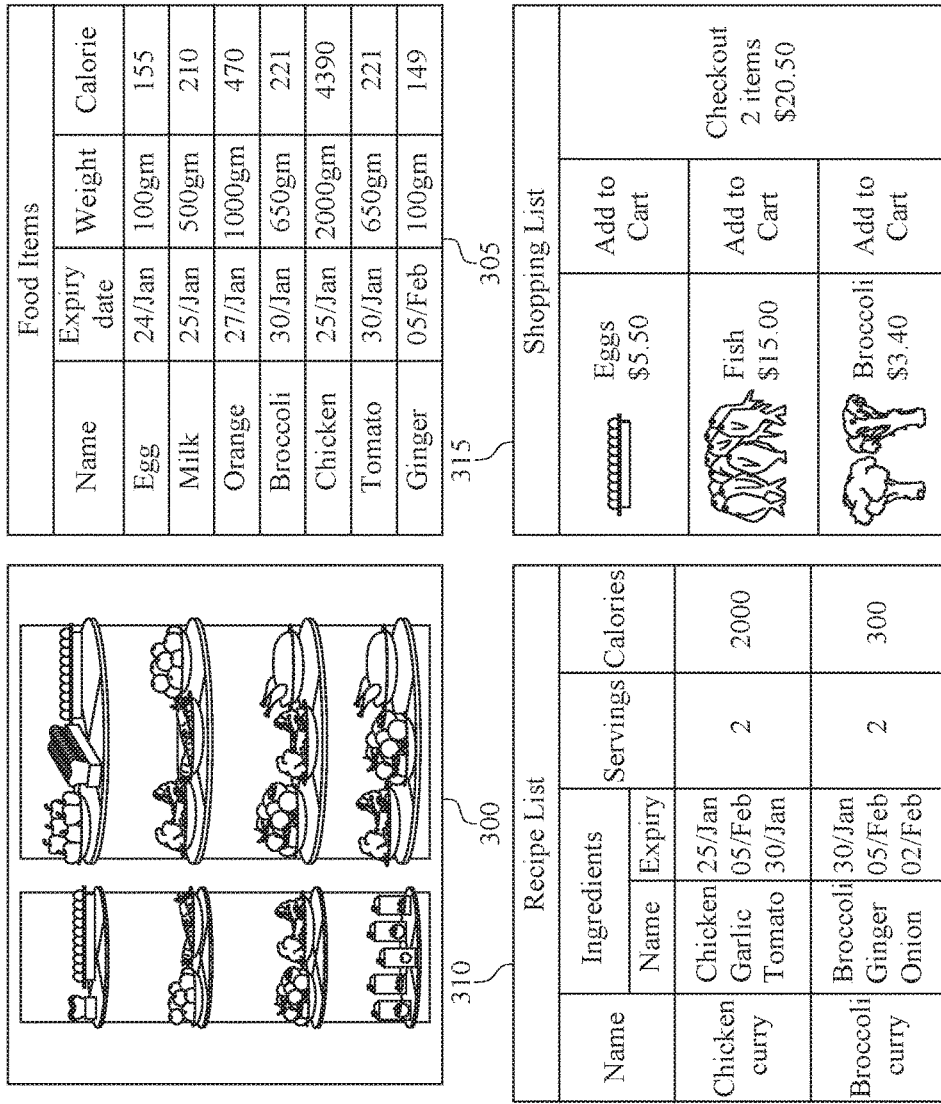 300
Food Items
Name Expiry date Weight Calorie
Egg 24/Jan 100gm 155
Milk 25/Jan 500gm 210
Orange 27/Jan 1000gm 470
Broccoli 30/Jan 650gm 221
Chicken 25/Jan 2000gm 4390
Tomato 30/Jan 650gm 221
Ginger 05/Feb 100gm 149
305
310
Recipe List
Name Ingredients Servings Calories
Name Expiry
Chicken curry 2 2000
Chicken 25/Jan
Garlic 05/Feb
Tomato 30/Jan
Broccoli curry 2 300
Broccoli 30/Jan
Ginger 05/Feb
Onion 02/Feb
315
Shopping List
Eggs
$5.50
Add to
Cart
Fish
$15.00
Add to
Cart
Broccoli
$3.40
Add to
Cart
Checkout
2 items
$20.50